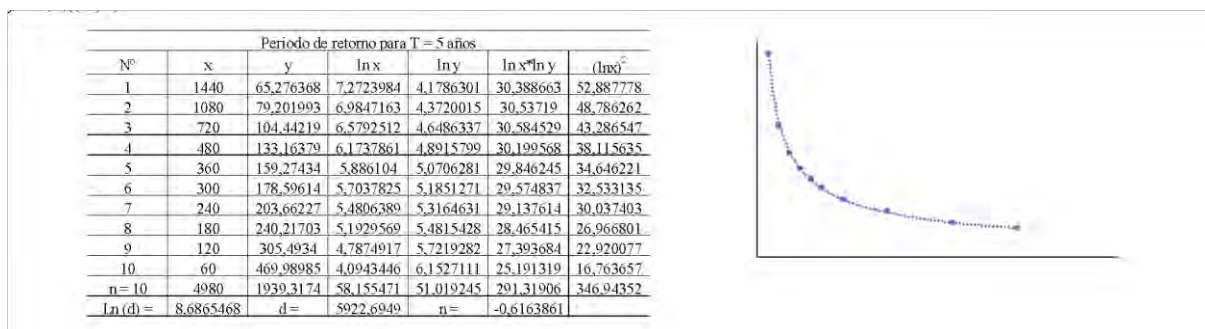 Periodo de retorno para T = 5 años
N° x y ln x ln y ln x*ln y (lnx)^2
1 1440 65,276368 7,2723984 4,1786301 30,388663 52,887778
2 1080 79,201993 6,9847163 4,3720015 30,53719 48,786262
3 720 104,44219 6,5792512 4,6486337 30,584529 43,286547
4 480 133,16379 6,1737861 4,8915799 30,199568 38,115635
5 360 159,27434 5,886104 5,0706281 29,846245 34,646221
6 300 178,59614 5,7037825 5,1851271 29,574837 32,533135
7 240 203,66227 5,4806389 5,3164631 29,137614 30,037403
8 180 240,21703 5,1929569 5,4815428 28,465415 26,966801
9 120 305,4934 4,7874917 5,7219282 27,393684 22,920077
10 60 469,98985 4,0943446 6,1527111 25,191319 16,763657
n = 10 4980 1939,3174 58,155471 51,019245 291,31906 346,94352
Ln (d) = 8,6865468 d = 5922,6949 n = -0,6163861